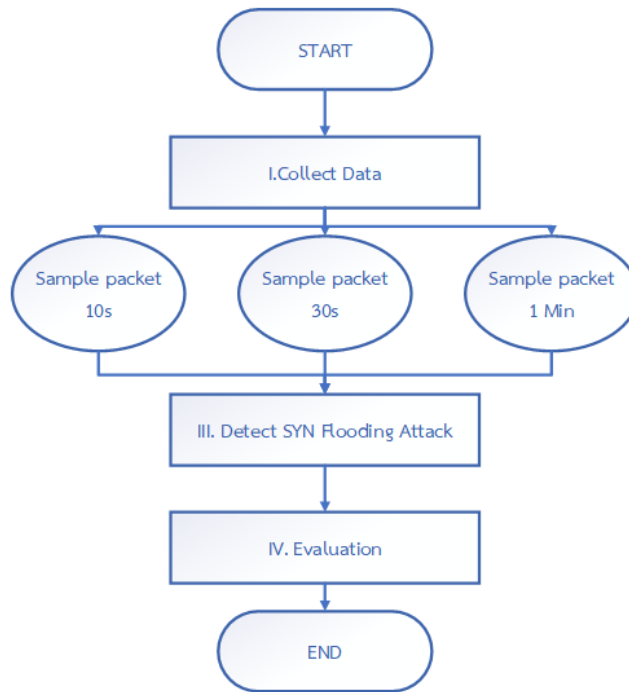 START
I.Collect Data
Sample packet
10s
Sample packet
30s
Sample packet
1 Min
III. Detect SYN Flooding Attack
IV. Evaluation
END